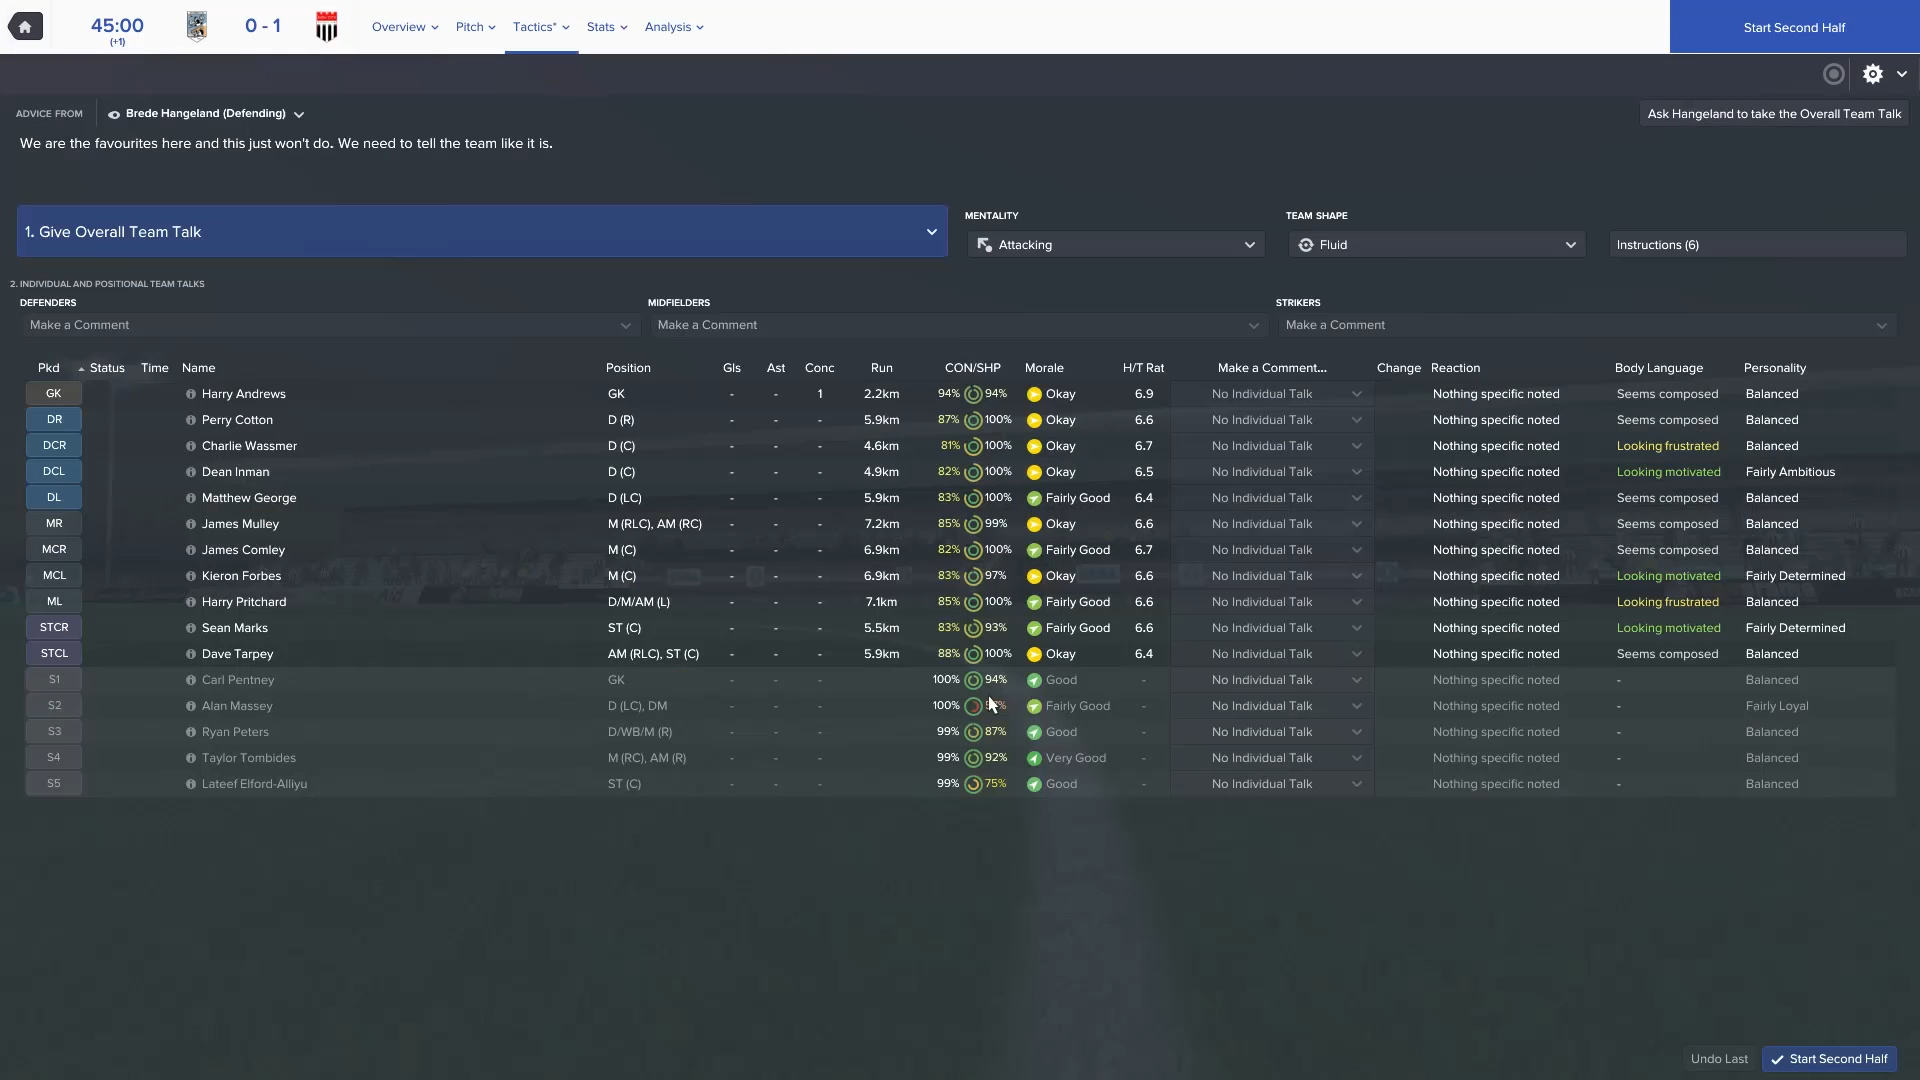 45:00
(+1)
0 - 1
Overview
Pitch
Tactics*
Stats
Analysis
Start Second Half
ADVICE FROM
Brede Hangeland (Defending)
Ask Hangeland to take the Overall Team Talk
We are the favourites here and this just won't do. We need to tell the team like it is.
1. Give Overall Team Talk
MENTALITY
Attacking
TEAM SHAPE
Fluid
Instructions (6)
2. INDIVIDUAL AND POSITIONAL TEAM TALKS
DEFENDERS MIDFIELDERS STRIKERS
Make a Comment Make a Comment Make a Comment
Pkd Status Time Name Position Gls Ast Conc Run CON/SHP Morale H/T Rat Make a Comment... Change Reaction Body Language Personality
GK Harry Andrews GK - - 1 2.2km 94% 94% Okay 6.9 No Individual Talk Nothing specific noted Seems composed Balanced
DR Perry Cotton D (R) - - - 5.9km 87% 100% Okay 6.6 No Individual Talk Nothing specific noted Seems composed Balanced
DCR Charlie Wassmer D (C) - - - 4.6km 81% 100% Okay 6.7 No Individual Talk Nothing specific noted Looking frustrated Balanced
DCL Dean Inman D (C) - - - 4.9km 82% 100% Okay 6.5 No Individual Talk Nothing specific noted Looking motivated Fairly Ambitious
DL Matthew George D (LC) - - - 5.9km 83% 100% Fairly Good 6.4 No Individual Talk Nothing specific noted Seems composed Balanced
MR James Mulley M (RLC), AM (RC) - - - 7.2km 85% 99% Okay 6.6 No Individual Talk Nothing specific noted Seems composed Balanced
MCR James Comley M (C) - - - 6.9km 82% 100% Fairly Good 6.7 No Individual Talk Nothing specific noted Seems composed Balanced
MCL Kieron Forbes M (C) - - - 6.9km 83% 97% Okay 6.6 No Individual Talk Nothing specific noted Looking motivated Fairly Determined
ML Harry Pritchard D/M/AM (L) - - - 7.1km 85% 100% Fairly Good 6.6 No Individual Talk Nothing specific noted Looking frustrated Balanced
STCR Sean Marks ST (C) - - - 5.5km 83% 93% Fairly Good 6.6 No Individual Talk Nothing specific noted Looking motivated Fairly Determined
STCL Dave Tarpey AM (RLC), ST (C) - - - 5.9km 88% 100% Okay 6.4 No Individual Talk Nothing specific noted Seems composed Balanced
S1 Carl Pentney GK - - - 100% 94% Good - No Individual Talk Nothing specific noted - Balanced
S2 Alan Massey D (LC), DM - - - 100% Fairly Good - No Individual Talk Nothing specific noted - Fairly Loyal
S3 Ryan Peters D/WB/M (R) - - - 99% 87% Good - No Individual Talk Nothing specific noted - Balanced
S4 Taylor Tombides M (RC), AM (R) - - - 99% 92% Very Good - No Individual Talk Nothing specific noted - Balanced
S5 Lateef Elford-Alliyu ST (C) - - - 99% 75% Good - No Individual Talk Nothing specific noted - Balanced
Undo Last
Start Second Half